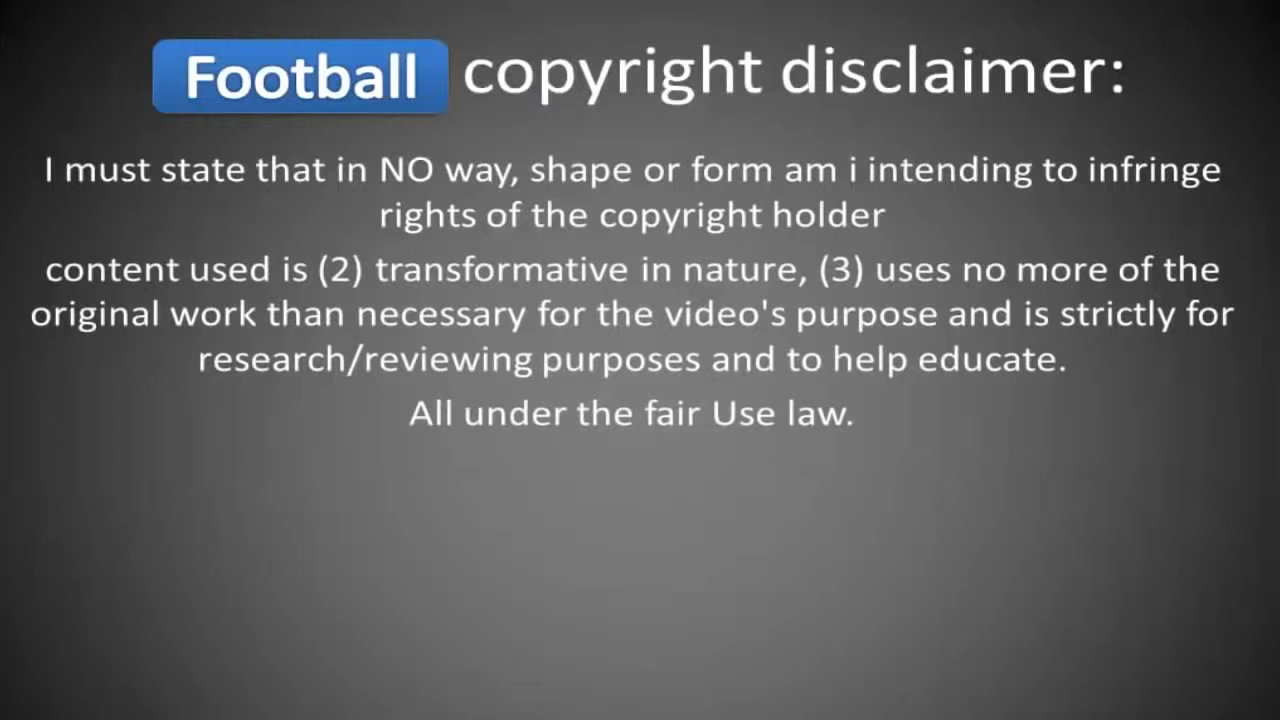 Football copyright disclaimer:
I must state that in NO way, shape or form am i intending to infringe
rights of the copyright holder
content used is (2) transformative in nature, (3) uses no more of the
original work than necessary for the video's purpose and is strictly for
research/reviewing purposes and to help educate.
All under the fair Use law.